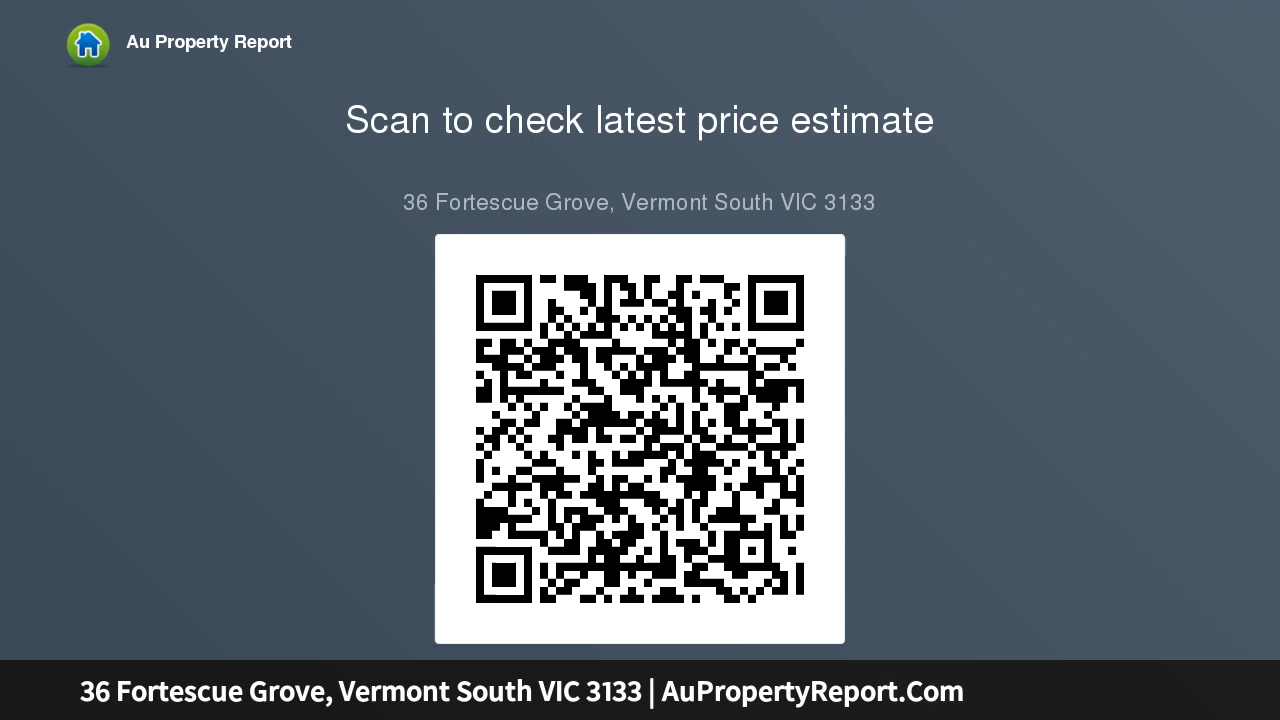 Au Property Report
Scan to check latest price estimate
36 Fortescue Grove, Vermont South VIC 3133
36 Fortescue Grove, Vermont South VIC 3133 | AuPropertyReport.Com